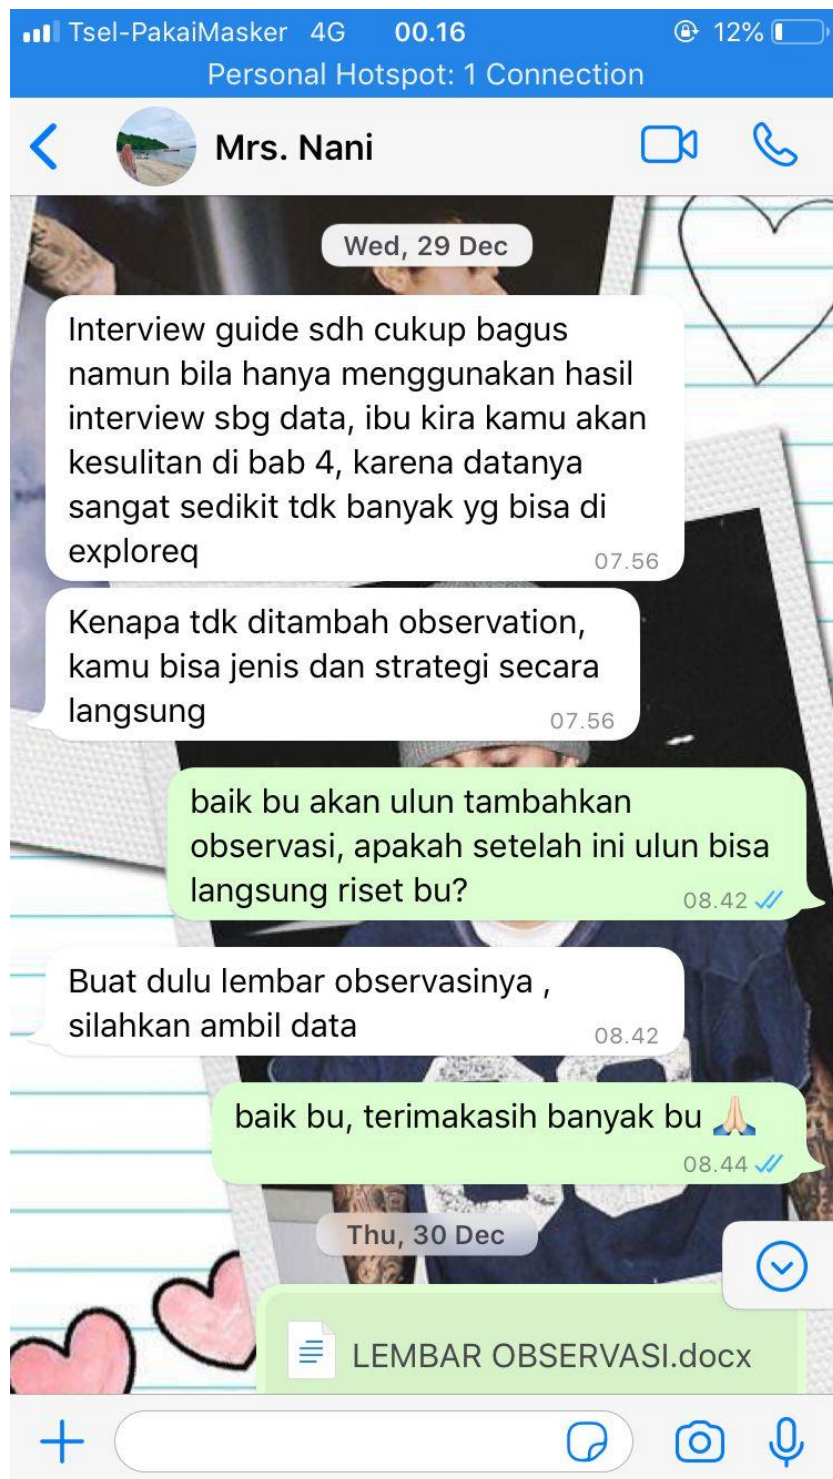 Tsel-PakaiMasker 4G 00.16 12%
Personal Hotspot: 1 Connection
Mrs. Nani
Wed, 29 Dec
Interview guide sdh cukup bagus
namun bila hanya menggunakan hasil
interview sbg data, ibu kira kamu akan
kesulitan di bab 4, karena datanya
sangat sedikit tdk banyak yg bisa di
exploreq
07.56
Kenapa tdk ditambah observation,
kamu bisa jenis dan strategi secara
langsung
07.56
baik bu akan ulun tambahkan
observasi, apakah setelah ini ulun bisa
langsung riset bu?
08.42
Buat dulu lembar observasinya ,
silahkan ambil data
08.42
baik bu, terimakasih banyak bu 🙏🏻
08.44
Thu, 30 Dec
LEMBAR OBSERVASI.docx